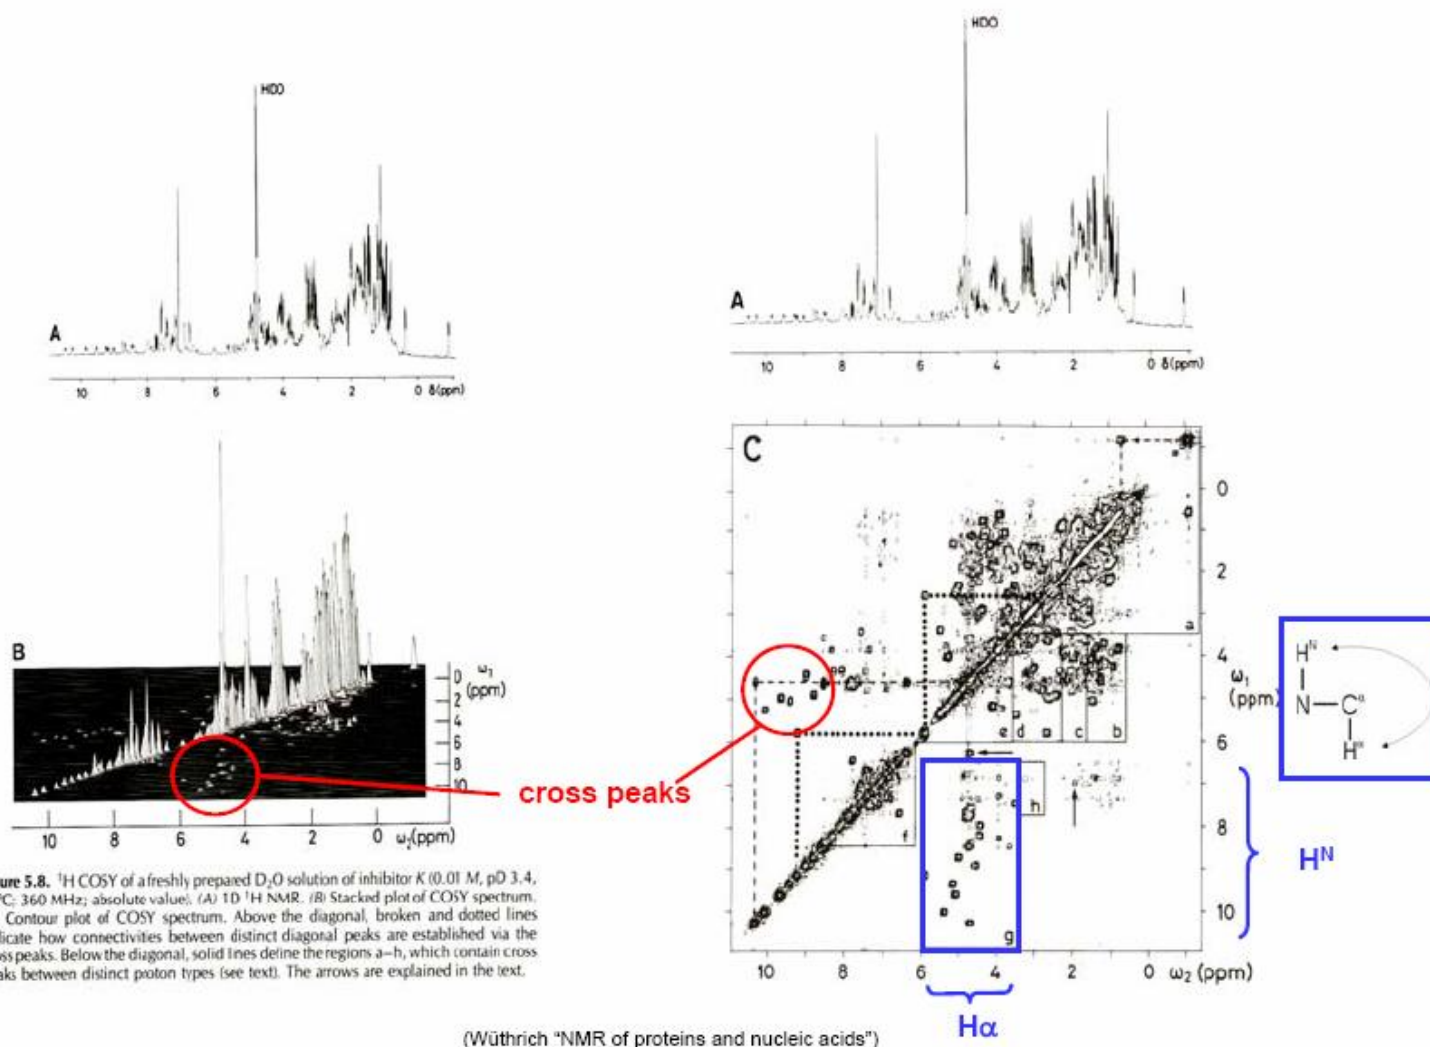 HDO
A
10 8 6 4 2 0 δ(ppm)
HDO
A
10 8 6 4 2 0 δ(ppm)
B
0 ω₁
(ppm)
2
4
6
8
10
10 8 6 4 2 0 ω₂(ppm)
C
0
2
4
ω₁
(ppm)
6
8
10
e d c b
f
h
g
10 8 6 4 2 0 ω₂ (ppm)
cross peaks
Hᴺ
N—Cᵅ
Hᵅ
Hᴺ
Hα
ure 5.8. ¹H COSY of a freshly prepared D₂O solution of inhibitor K (0.01 M, pD 3.4,
°C; 360 MHz; absolute value). (A) 1D ¹H NMR. (B) Stacked plot of COSY spectrum.
Contour plot of COSY spectrum. Above the diagonal, broken and dotted lines
licate how connectivities between distinct diagonal peaks are established via the
ss peaks. Below the diagonal, solid lines define the regions a–h, which contain cross
aks between distinct proton types (see text). The arrows are explained in the text.
(Wüthrich "NMR of proteins and nucleic acids")